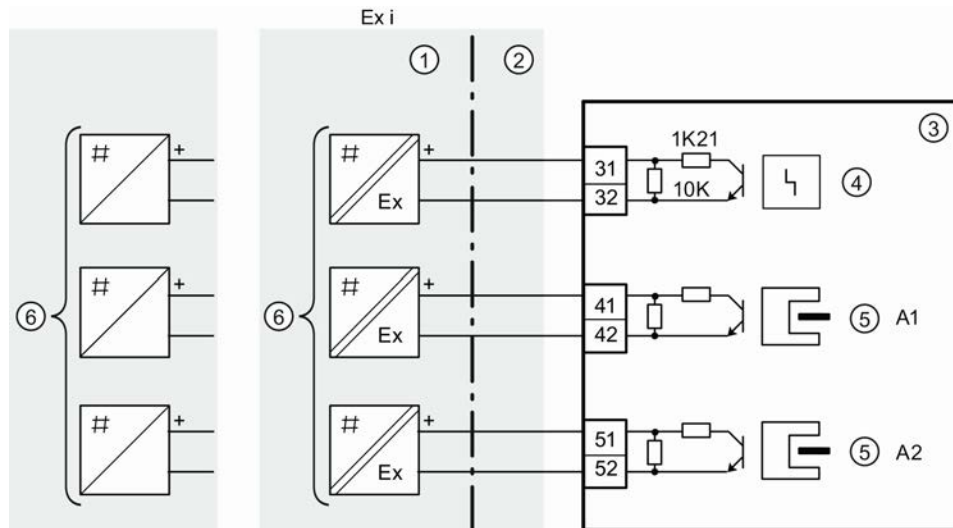 Ex i
① ②
③
# + # + 31 1K21
Ex 32 10K ④
⑥ # + ⑥ # + 41 ⑤ A1
Ex 42
# + # + 51 ⑤ A2
Ex 52